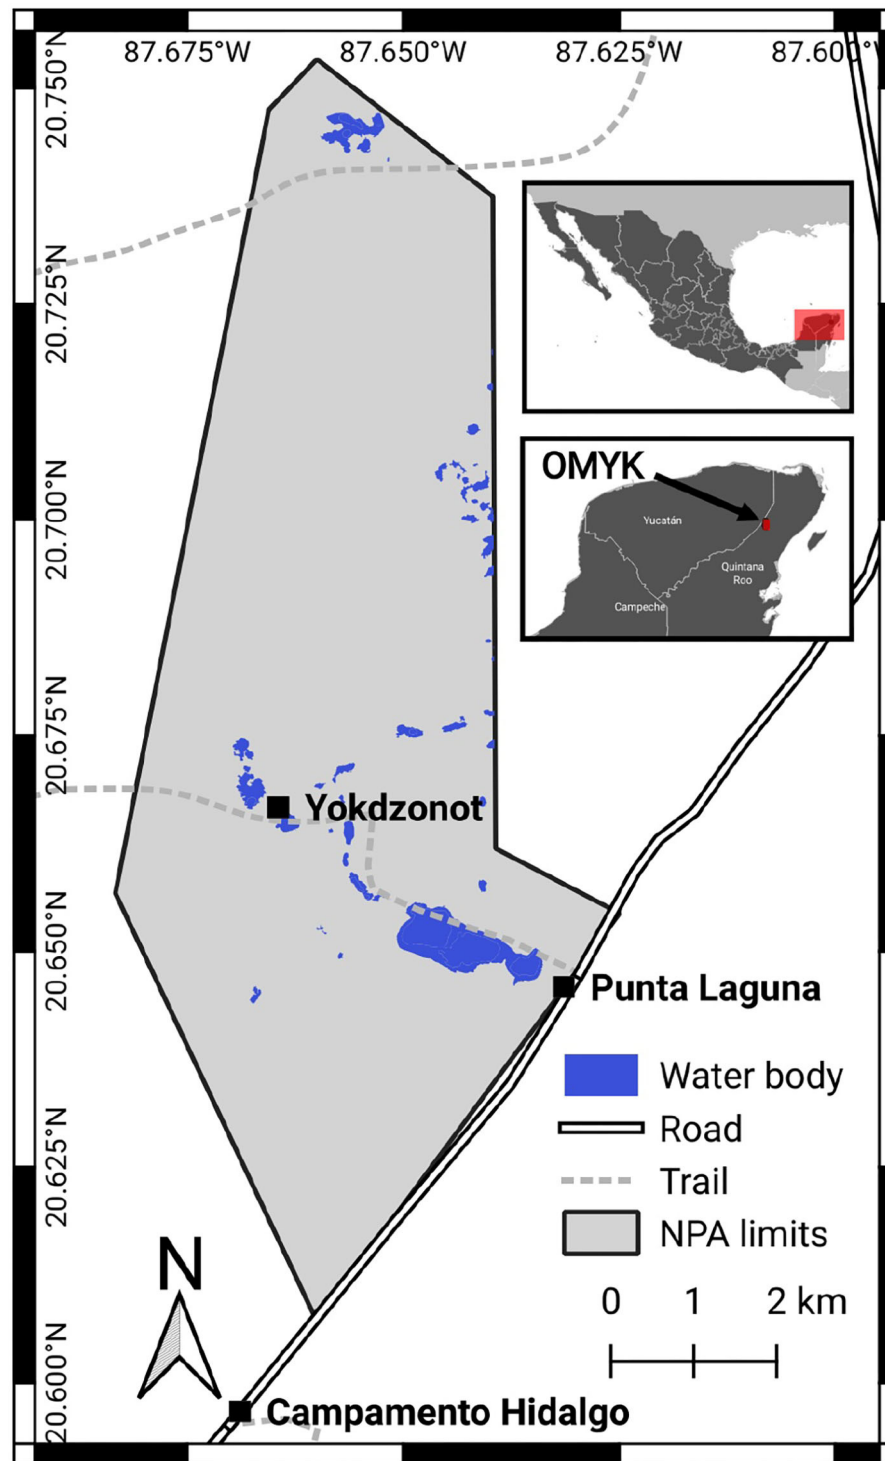 87.675°W
87.650°W
87.625°W
87.600°W
20.750°N
20.725°N
20.700°N
20.675°N
20.650°N
20.625°N
20.600°N
OMYK
Yucatán
Quintana
Roo
Campeche
Yokdzonot
Punta Laguna
Water body
Road
Trail
NPA limits
N
0 1 2 km
Campamento Hidalgo